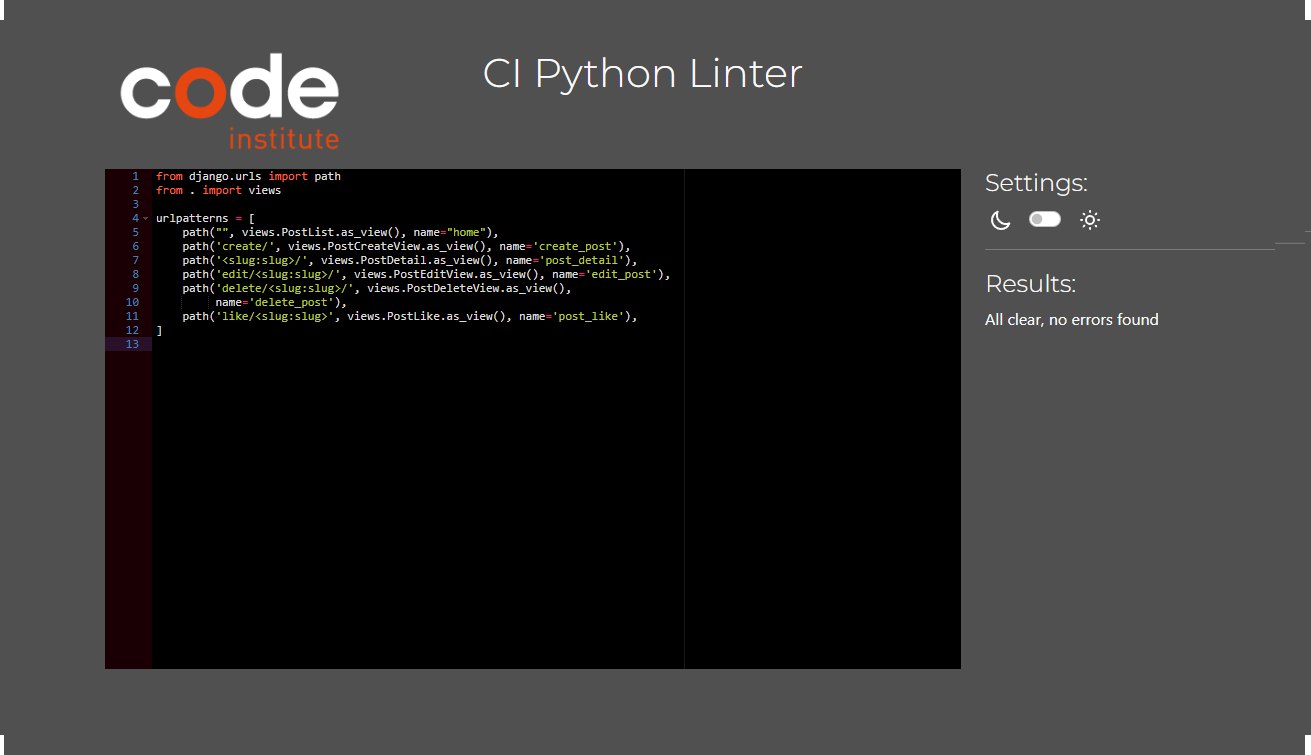 code
institute
CI Python Linter
1 from django.urls import path
2 from . import views
3
4 urlpatterns = [
5     path("", views.PostList.as_view(), name="home"),
6     path('create/', views.PostCreateView.as_view(), name='create_post'),
7     path('<slug:slug>/', views.PostDetail.as_view(), name='post_detail'),
8     path('edit/<slug:slug>/', views.PostEditView.as_view(), name='edit_post'),
9     path('delete/<slug:slug>/', views.PostDeleteView.as_view(),
10          name='delete_post'),
11     path('like/<slug:slug>', views.PostLike.as_view(), name='post_like'),
12 ]
13
Settings:
Results:
All clear, no errors found